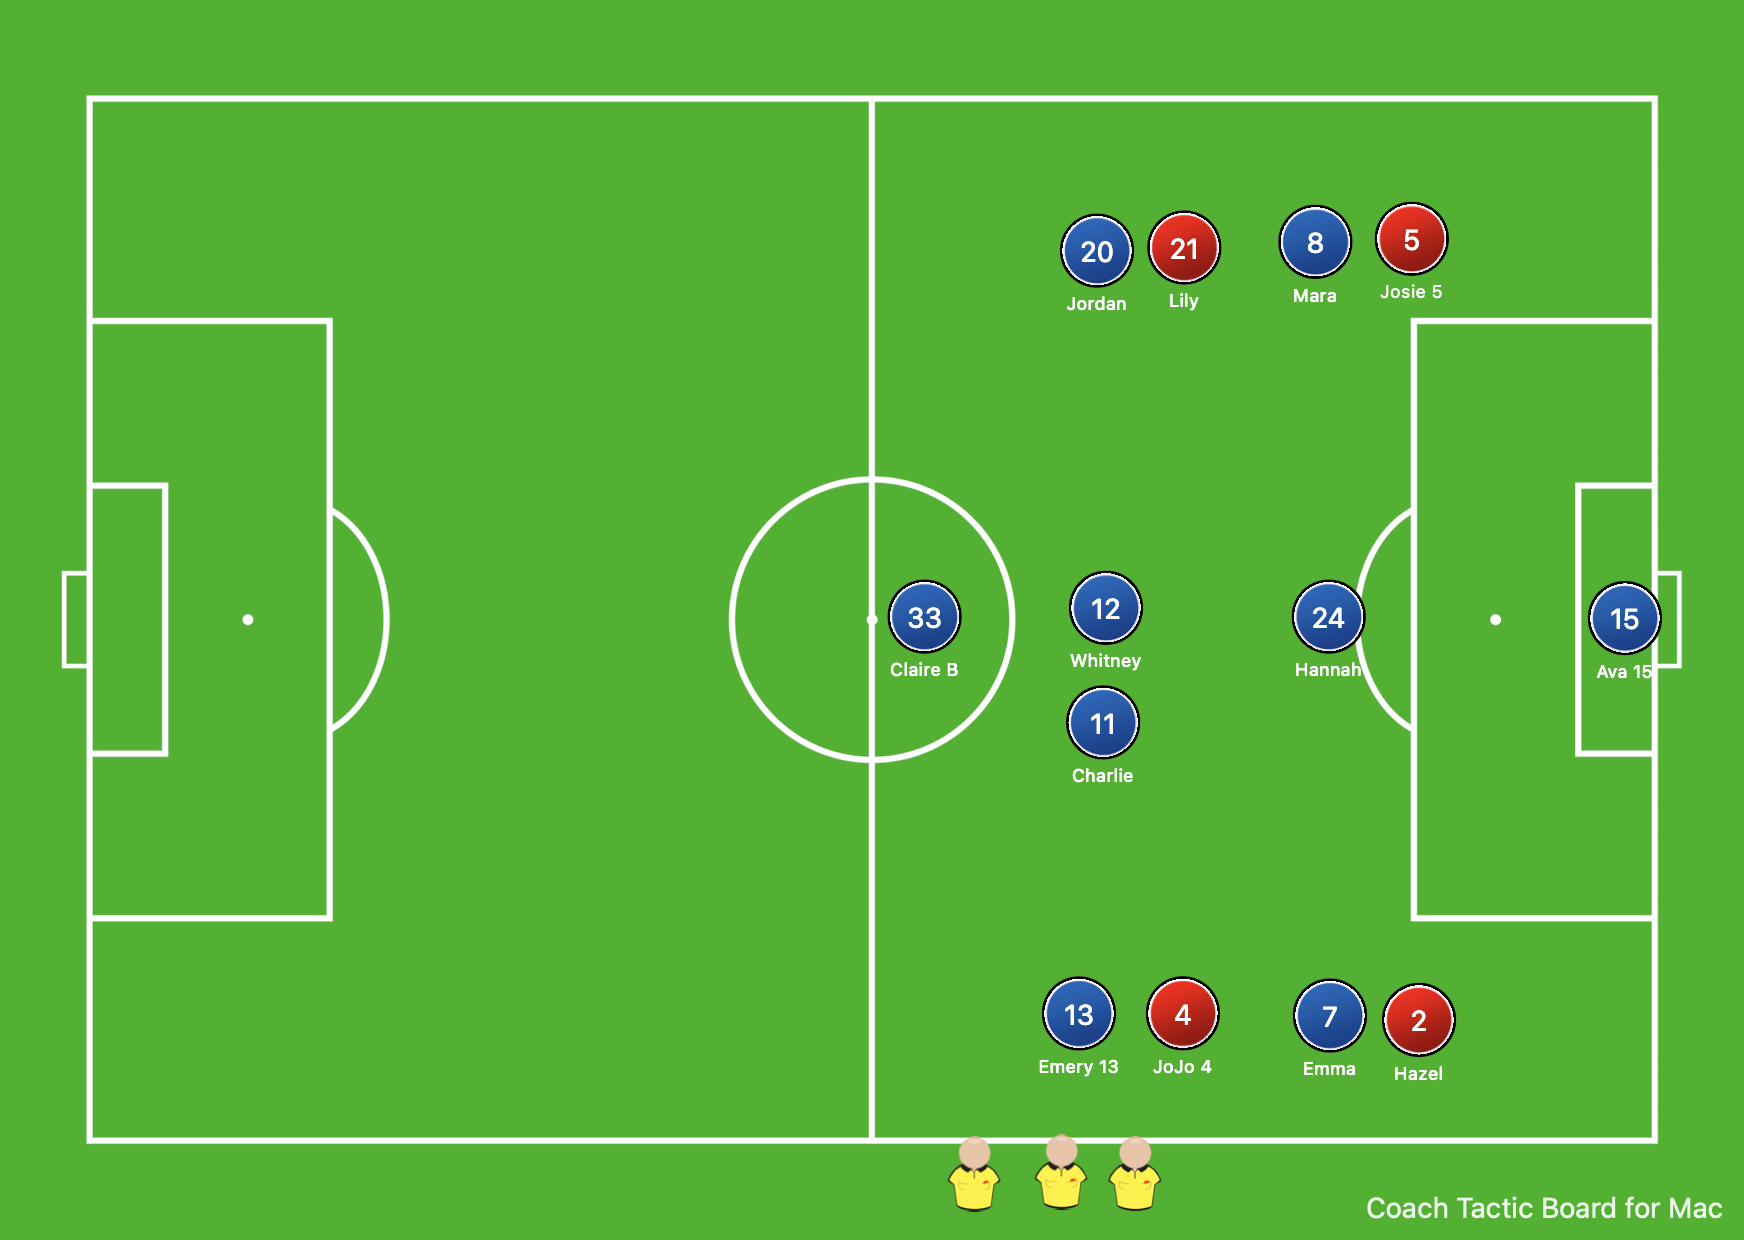 20 21 8 5
Jordan Lily Mara Josie 5
33 12 24 15
Claire B Whitney Hannah Ava 15
11
Charlie
13 4 7 2
Emery 13 JoJo 4 Emma Hazel
Coach Tactic Board for Mac